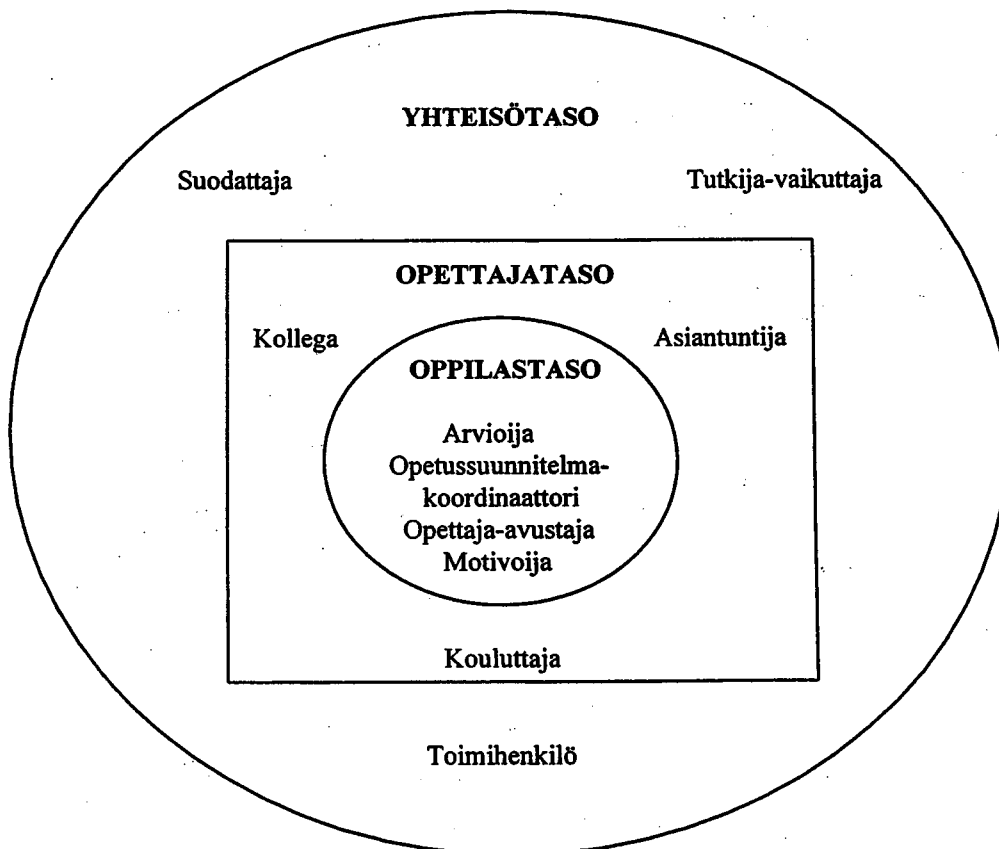 YHTEISÖTASO
Suodattaja
Tutkija-vaikuttaja
OPETTAJATASO
Kollega
Asiantuntija
OPPILASTASO
Arvioija
Opetussuunnitelma-
koordinaattori
Opettaja-avustaja
Motivoija
Kouluttaja
Toimihenkilö